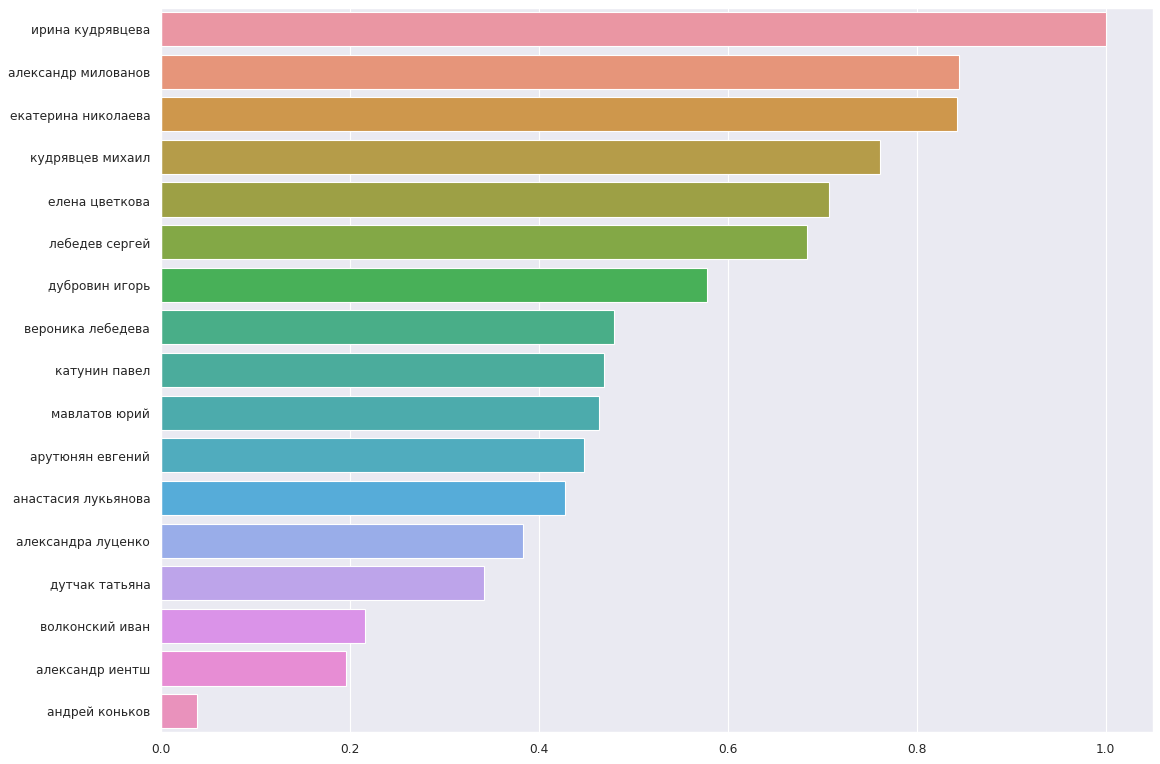 ирина кудрявцева
александр милованов
екатерина николаева
кудрявцев михаил
елена цветкова
лебедев сергей
дубровин игорь
вероника лебедева
катунин павел
мавлатов юрий
арутюнян евгений
анастасия лукьянова
александра луценко
дутчак татьяна
волконский иван
александр иентш
андрей коньков
0.0 0.2 0.4 0.6 0.8 1.0